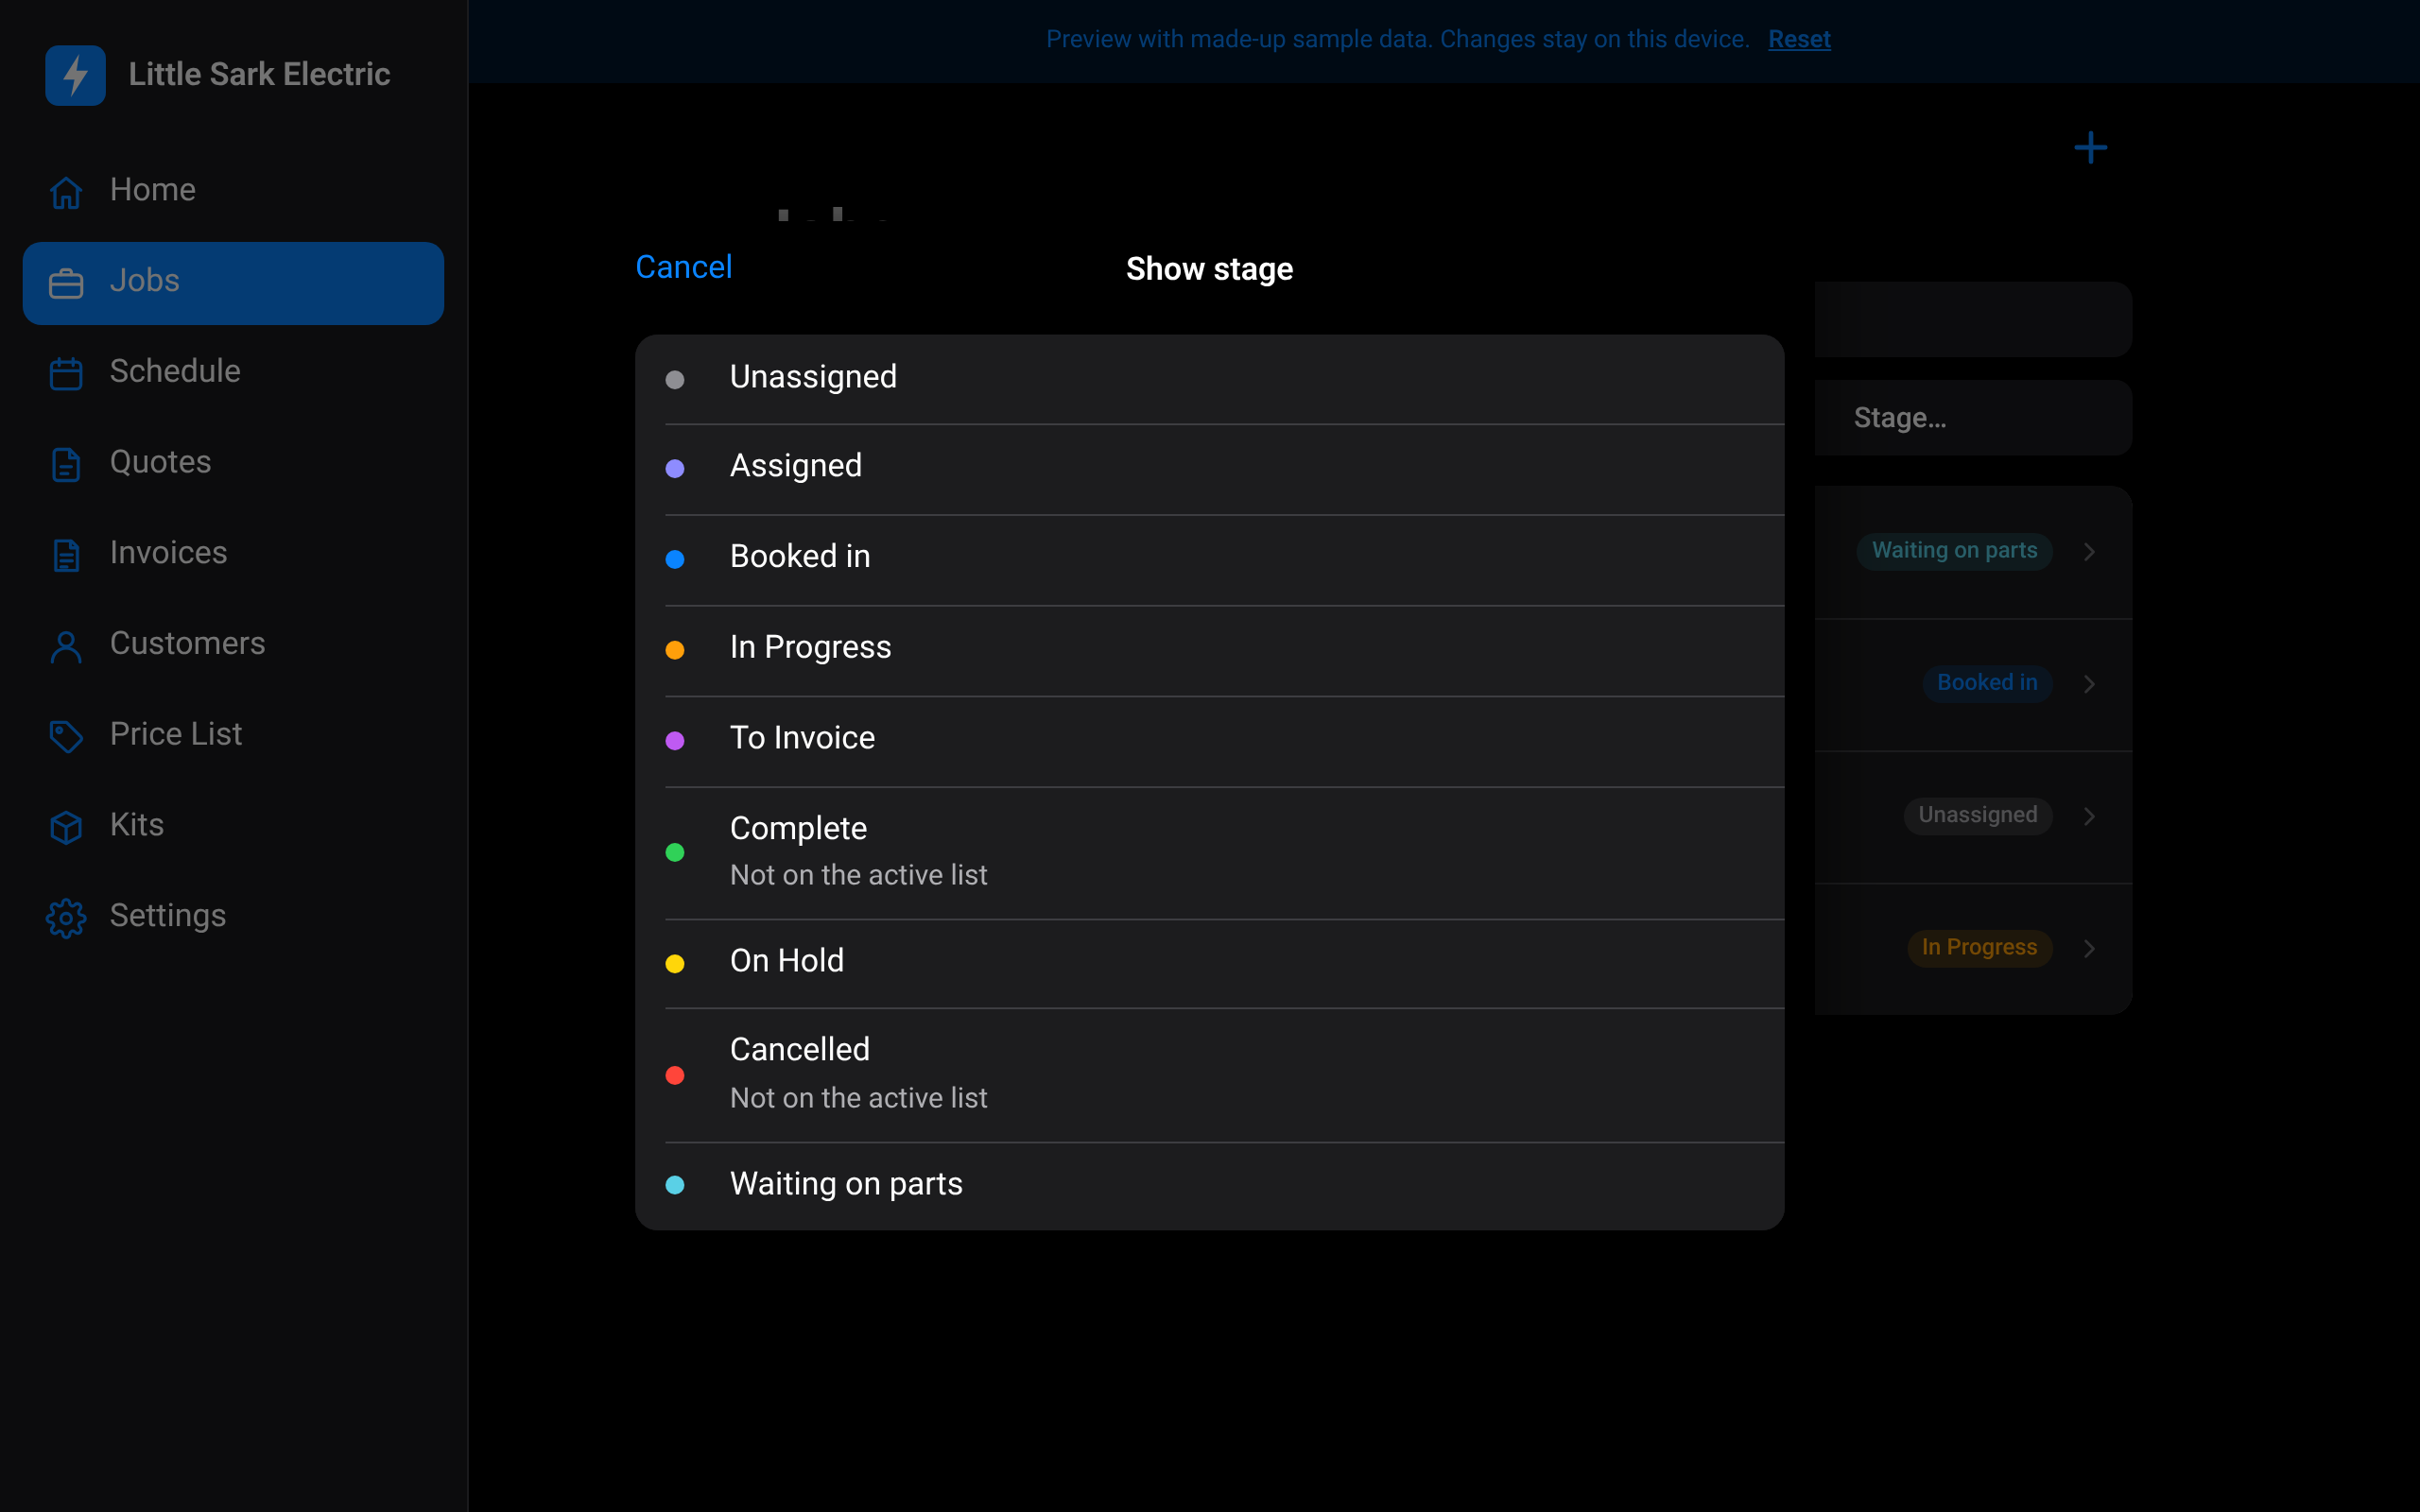 Little Sark Electric
Preview with made-up sample data. Changes stay on this device. Reset
Home
Jobs
Schedule
Quotes
Invoices
Customers
Price List
Kits
Settings
Cancel
Show stage
Unassigned
Assigned
Booked in
In Progress
To Invoice
Complete
Not on the active list
On Hold
Cancelled
Not on the active list
Waiting on parts
Stage...
Waiting on parts
Booked in
Unassigned
In Progress